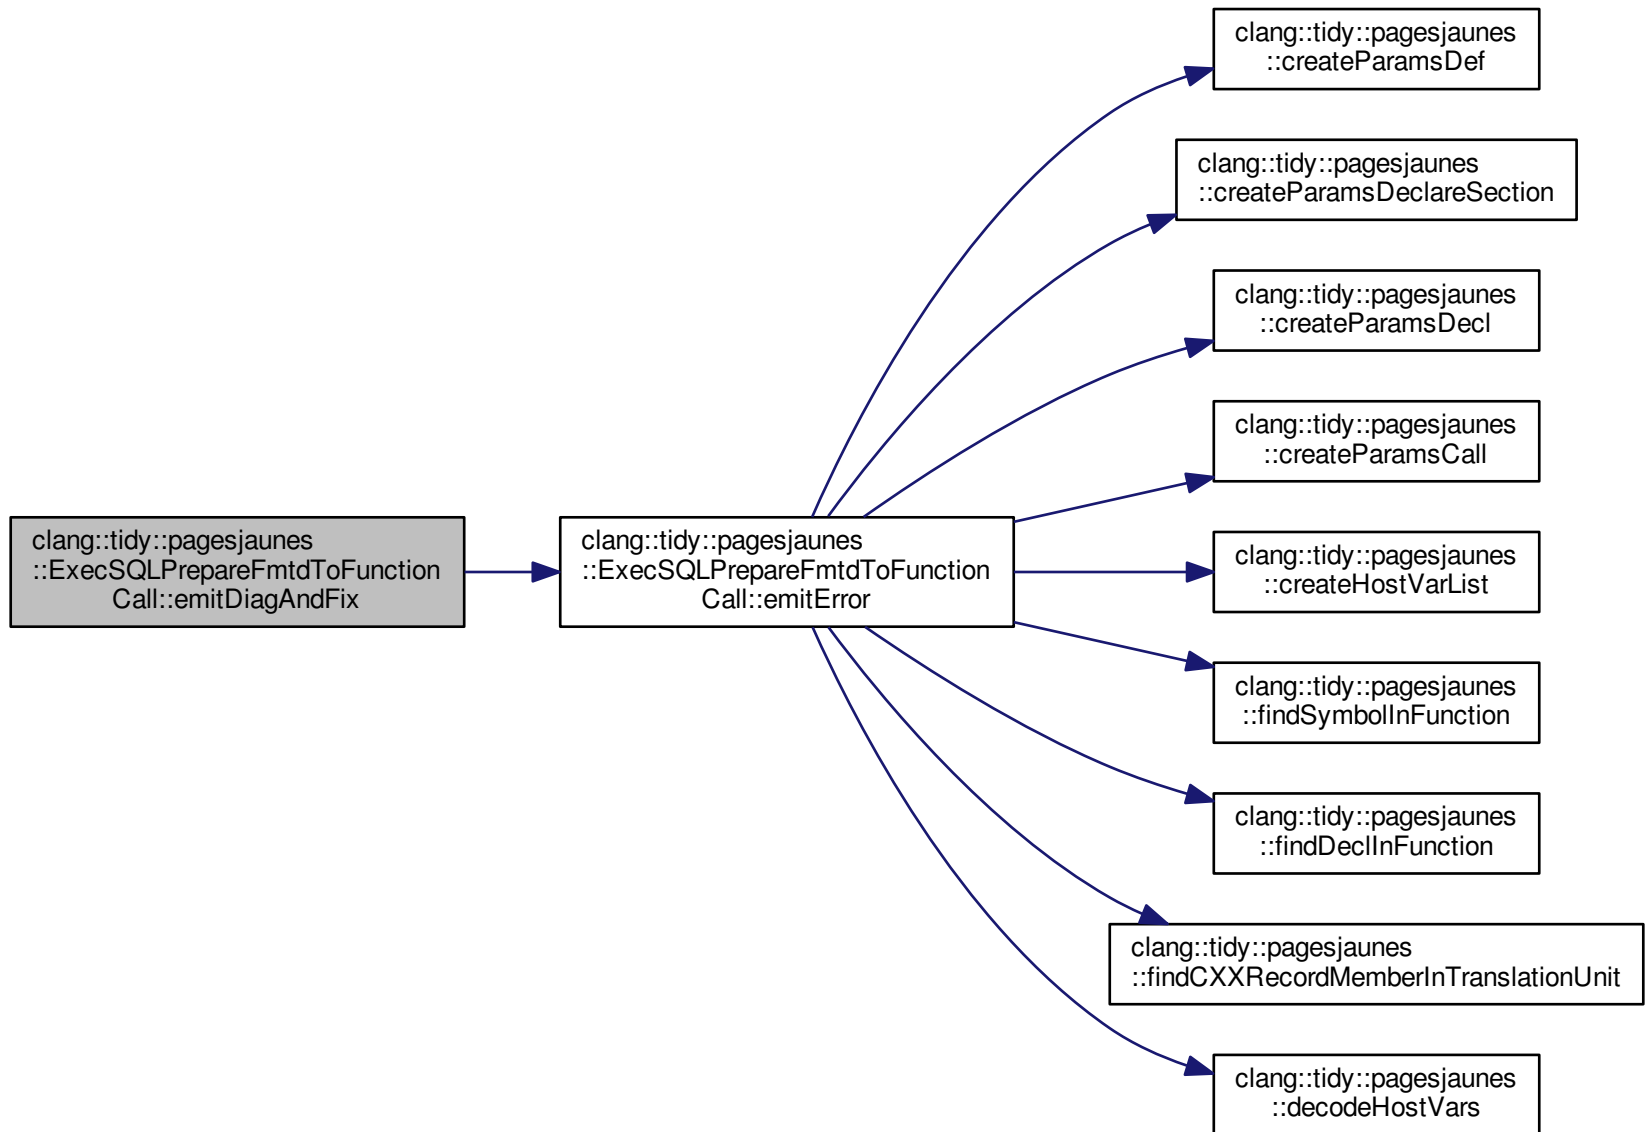 clang::tidy::pagesjaunes
::createParamsDef
clang::tidy::pagesjaunes
::createParamsDeclareSection
clang::tidy::pagesjaunes
::createParamsDecl
clang::tidy::pagesjaunes
::createParamsCall
clang::tidy::pagesjaunes
::ExecSQLPrepareFmtdToFunction
Call::emitDiagAndFix
clang::tidy::pagesjaunes
::ExecSQLPrepareFmtdToFunction
Call::emitError
clang::tidy::pagesjaunes
::createHostVarList
clang::tidy::pagesjaunes
::findSymbolInFunction
clang::tidy::pagesjaunes
::findDeclInFunction
clang::tidy::pagesjaunes
::findCXXRecordMemberInTranslationUnit
clang::tidy::pagesjaunes
::decodeHostVars